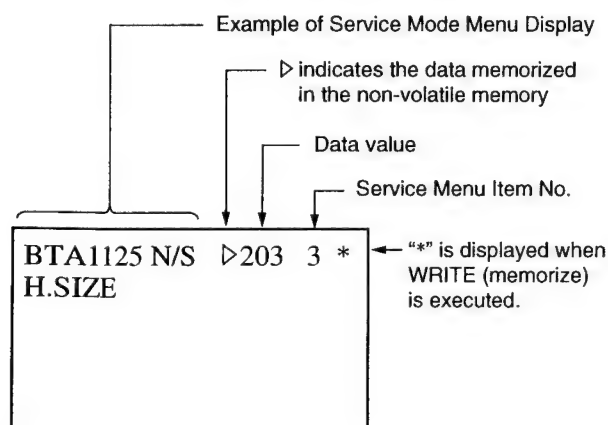 Example of Service Mode Menu Display
▷ indicates the data memorized
in the non-volatile memory
Data value
Service Menu Item No.
BTA1125 N/S ▷203 3 *
H.SIZE
“*” is displayed when
WRITE (memorize)
is executed.